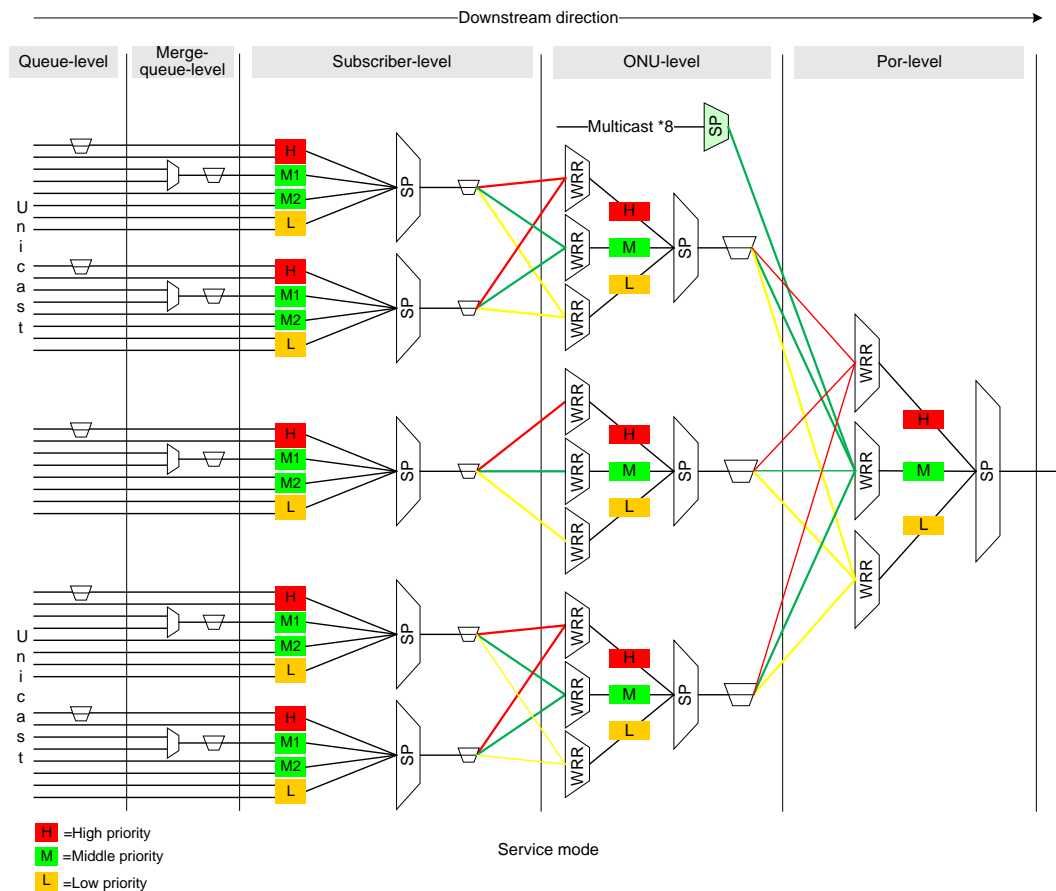 Downstream direction
Queue-level
Merge-
queue-level
Subscriber-level
ONU-level
Por-level
Multicast *8
SP
Unicast
H
M1
M2
L
SP
H
M1
M2
L
SP
WRR
WRR
WRR
H
M
L
SP
H
M1
M2
L
SP
WRR
WRR
WRR
H
M
L
SP
WRR
WRR
WRR
H
M
L
SP
Unicast
H
M1
M2
L
SP
H
M1
M2
L
SP
WRR
WRR
WRR
H
M
L
SP
H =High priority
M =Middle priority
L =Low priority
Service mode